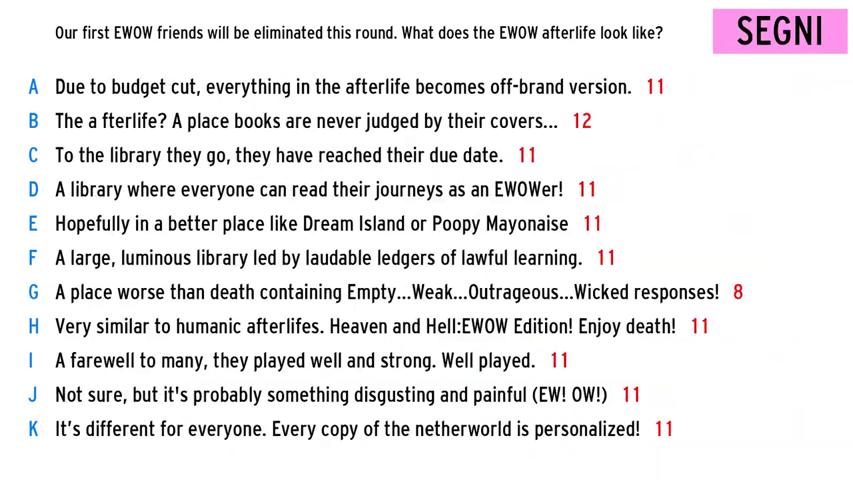 Our first EWOW friends will be eliminated this round. What does the EWOW afterlife look like?
SEGNI
A Due to budget cut, everything in the afterlife becomes off-brand version. 11
B The a fterlife? A place books are never judged by their covers... 12
C To the library they go, they have reached their due date. 11
D A library where everyone can read their journeys as an EWOWer! 11
E Hopefully in a better place like Dream Island or Poopy Mayonaise 11
F A large, luminous library led by laudable ledgers of lawful learning. 11
G A place worse than death containing Empty...Weak...Outrageous...Wicked responses! 8
H Very similar to humanic afterlifes. Heaven and Hell:EWOW Edition! Enjoy death! 11
I A farewell to many, they played well and strong. Well played. 11
J Not sure, but it's probably something disgusting and painful (EW! OW!) 11
K It’s different for everyone. Every copy of the netherworld is personalized! 11